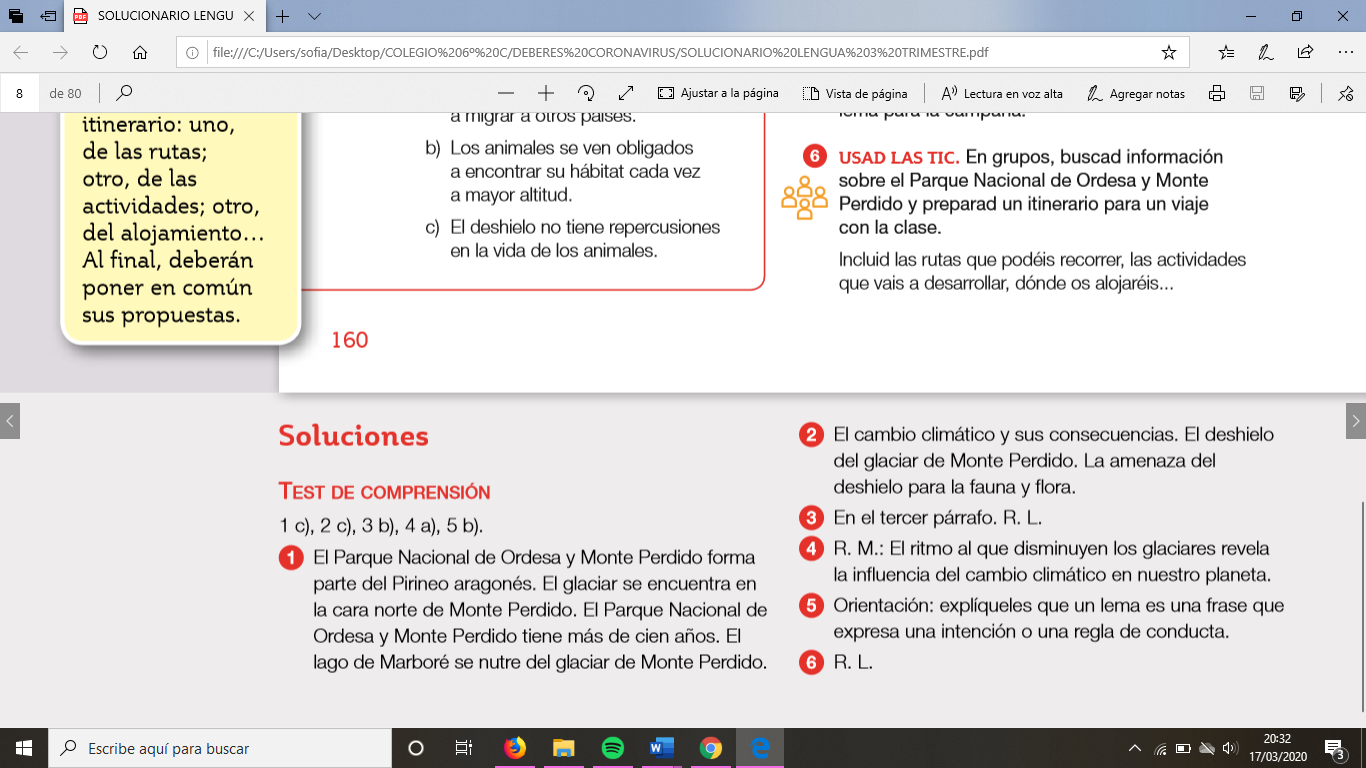 SOLUCIONARIO LENGU
file:///C:/Users/sofia/Desktop/COLEGIO%206º%20C/DEBERES%20CORONAVIRUS/SOLUCIONARIO%20LENGUA%203%20TRIMESTRE.pdf
8 de 80
Ajustar a la página
Vista de página
Lectura en voz alta
Agregar notas
itinerario: uno,
de las rutas;
otro, de las
actividades; otro,
del alojamiento…
Al final, deberán
poner en común
sus propuestas.
a migrar a otros países.
b) Los animales se ven obligados
a encontrar su hábitat cada vez
a mayor altitud.
c) El deshielo no tiene repercusiones
en la vida de los animales.
lema para la campaña.
6 USAD LAS TIC. En grupos, buscad información
sobre el Parque Nacional de Ordesa y Monte
Perdido y preparad un itinerario para un viaje
con la clase.
Incluid las rutas que podéis recorrer, las actividades
que vais a desarrollar, dónde os alojaréis...
160
Soluciones
TEST DE COMPRENSIÓN
1 c), 2 c), 3 b), 4 a), 5 b).
1 El Parque Nacional de Ordesa y Monte Perdido forma
parte del Pirineo aragonés. El glaciar se encuentra en
la cara norte de Monte Perdido. El Parque Nacional de
Ordesa y Monte Perdido tiene más de cien años. El
lago de Marboré se nutre del glaciar de Monte Perdido.
2 El cambio climático y sus consecuencias. El deshielo
del glaciar de Monte Perdido. La amenaza del
deshielo para la fauna y flora.
3 En el tercer párrafo. R. L.
4 R. M.: El ritmo al que disminuyen los glaciares revela
la influencia del cambio climático en nuestro planeta.
5 Orientación: explíqueles que un lema es una frase que
expresa una intención o una regla de conducta.
6 R. L.
Escribe aquí para buscar
20:32
17/03/2020
3